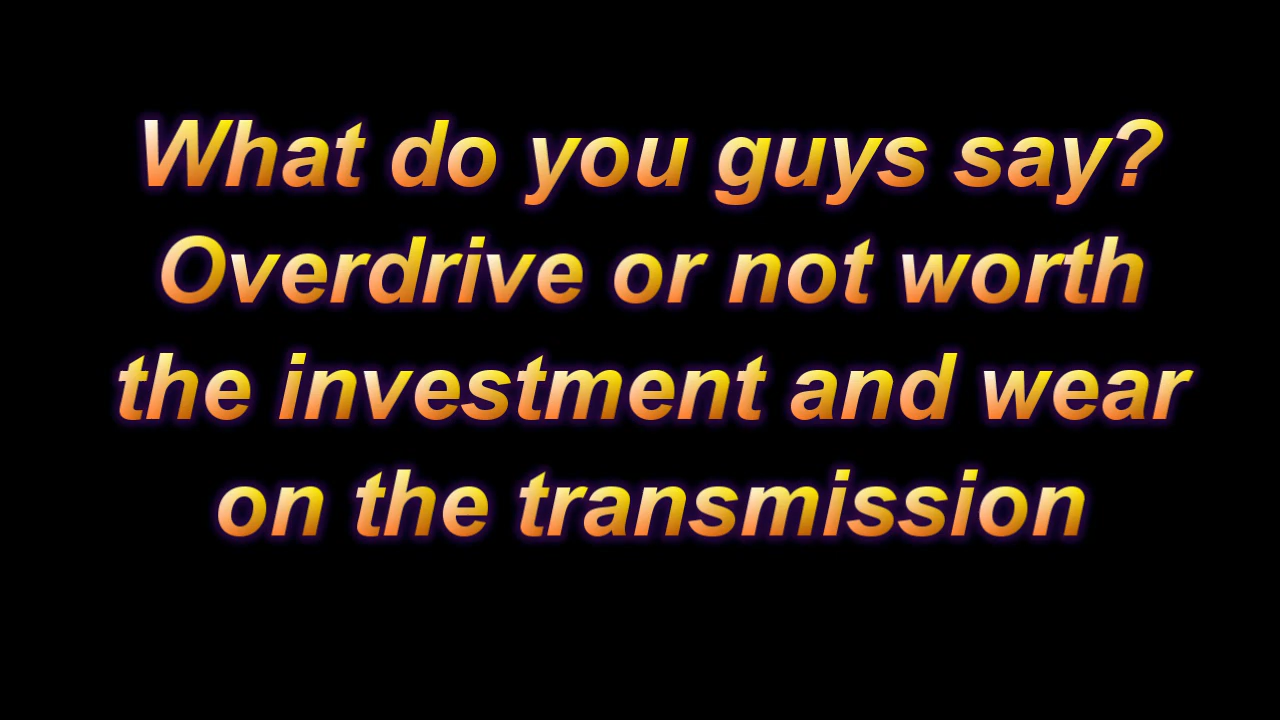 What do you guys say?
Overdrive or not worth
the investment and wear
on the transmission